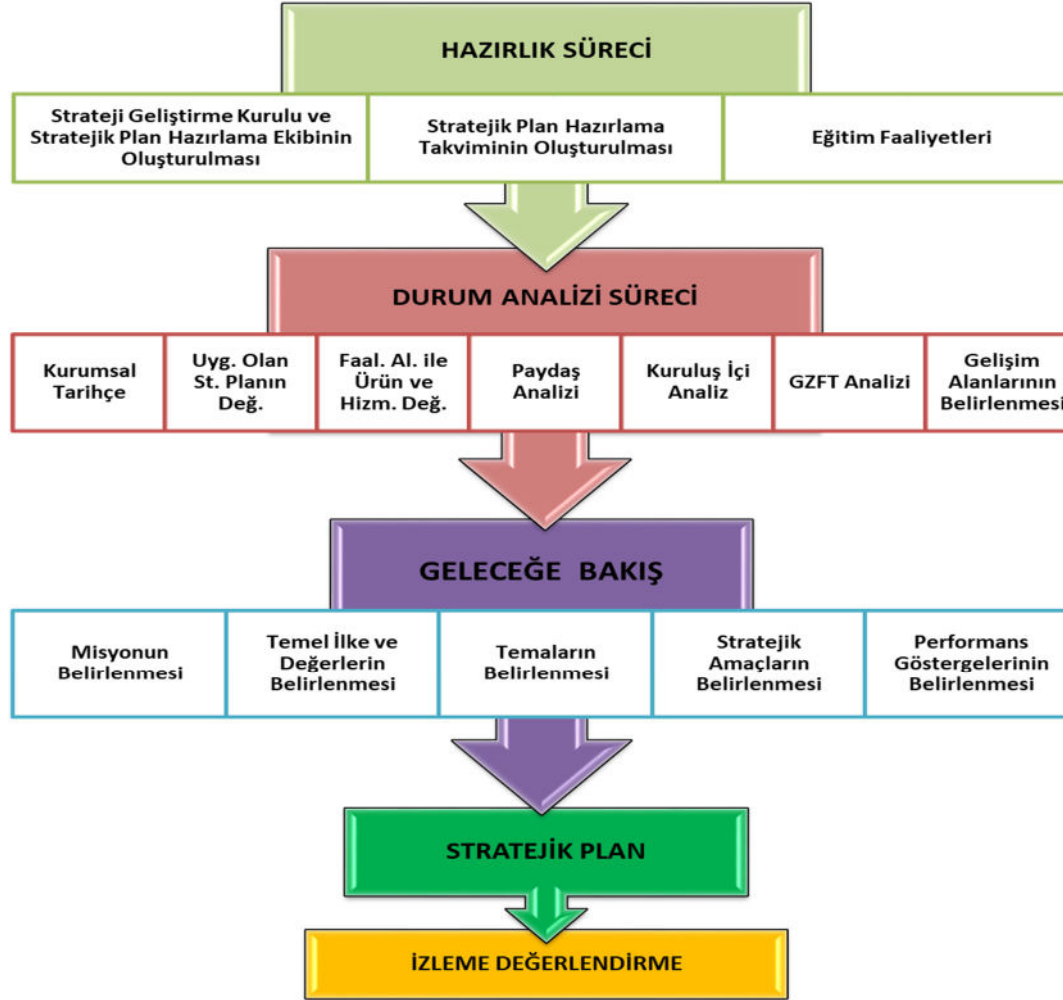 HAZIRLIK SÜRECİ
Strateji Geliştirme Kurulu ve
Stratejik Plan Hazırlama Ekibinin
Oluşturulması
Stratejik Plan Hazırlama
Takviminin Oluşturulması
Eğitim Faaliyetleri
DURUM ANALİZİ SÜRECİ
Kurumsal
Tarihçe
Uyg. Olan
St. Planın
Değ.
Faal. Al. ile
Ürün ve
Hizm. Değ.
Paydaş
Analizi
Kuruluş İçi
Analiz
GZFT Analizi
Gelişim
Alanlarının
Belirlenmesi
GELECEĞE BAKIŞ
Misyonun
Belirlenmesi
Temel İlke ve
Değerlerin
Belirlenmesi
Temaların
Belirlenmesi
Stratejik
Amaçların
Belirlenmesi
Performans
Göstergelerinin
Belirlenmesi
STRATEJİK PLAN
İZLEME DEĞERLENDİRME